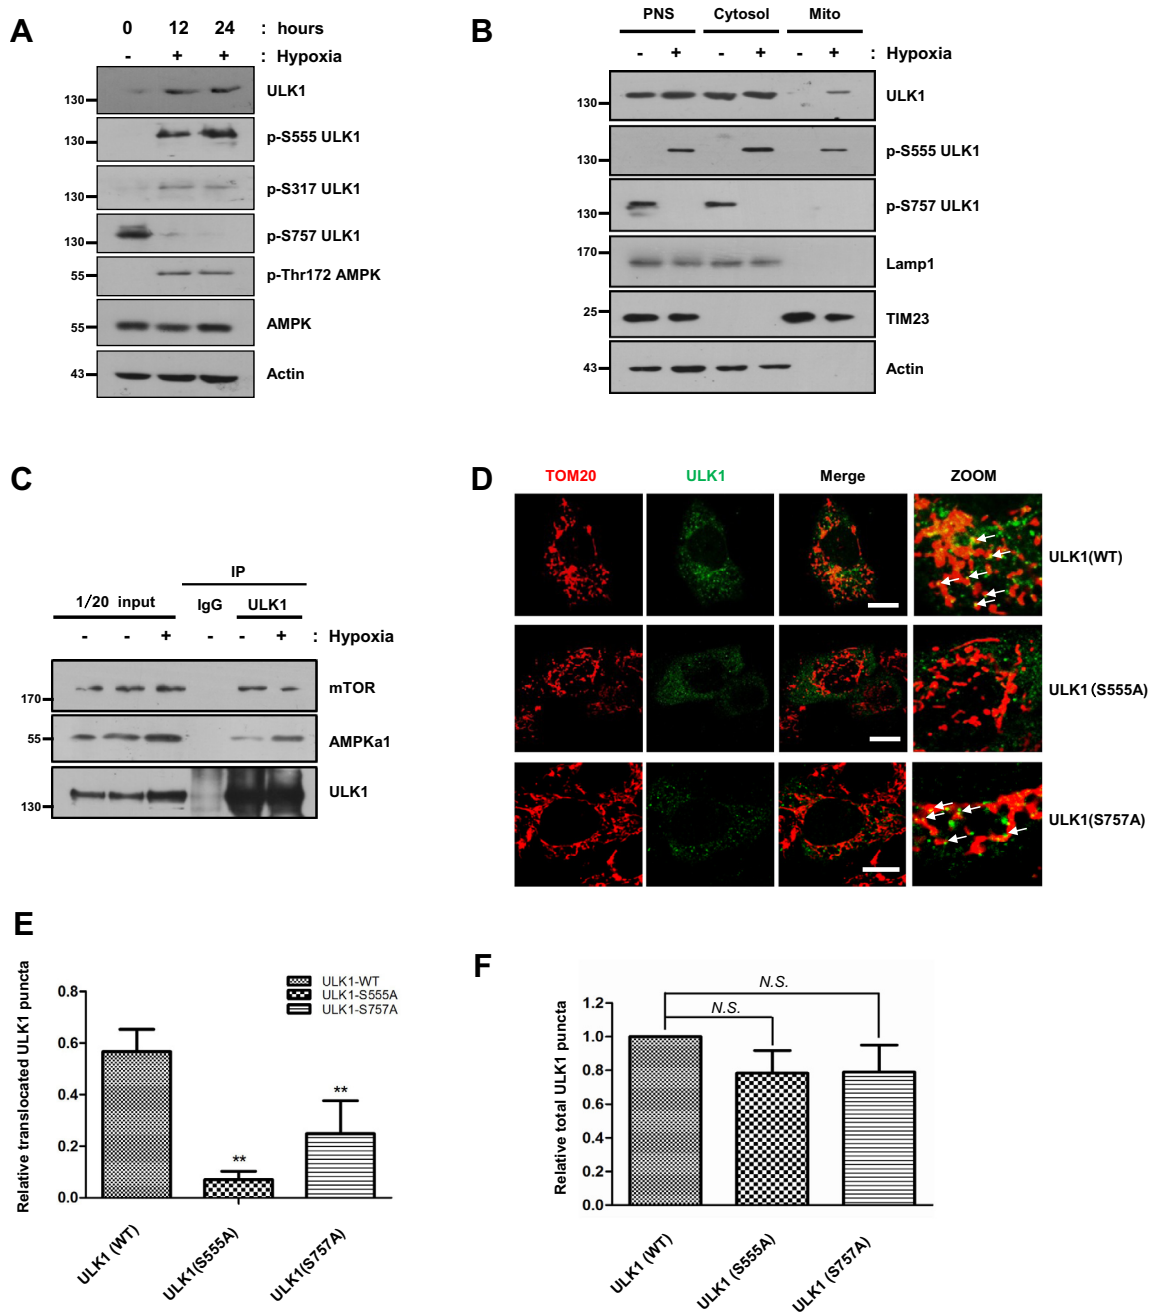 A
0 12 24 : hours
- + + : Hypoxia
130 ULK1
130 p-S555 ULK1
130 p-S317 ULK1
130 p-S757 ULK1
55 p-Thr172 AMPK
55 AMPK
43 Actin
B
PNS Cytosol Mito
- + - + - + : Hypoxia
130 ULK1
130 p-S555 ULK1
130 p-S757 ULK1
170 Lamp1
25 TIM23
43 Actin
C
IP
1/20 input IgG ULK1
- - + - - + : Hypoxia
170 mTOR
55 AMPKa1
130 ULK1
D
TOM20 ULK1 Merge ZOOM
ULK1(WT)
ULK1(S555A)
ULK1(S757A)
E
Relative translocated ULK1 puncta
ULK1-WT
ULK1-S555A
ULK1-S757A
0.8
0.6
0.4
0.2
0.0
**
**
ULK1 (WT)
ULK1(S555A)
ULK1(S757A)
F
Relative total ULK1 puncta
N.S.
N.S.
1.2
1.0
0.8
0.6
0.4
0.2
0.0
ULK1 (WT)
ULK1 (S555A)
ULK1 (S757A)